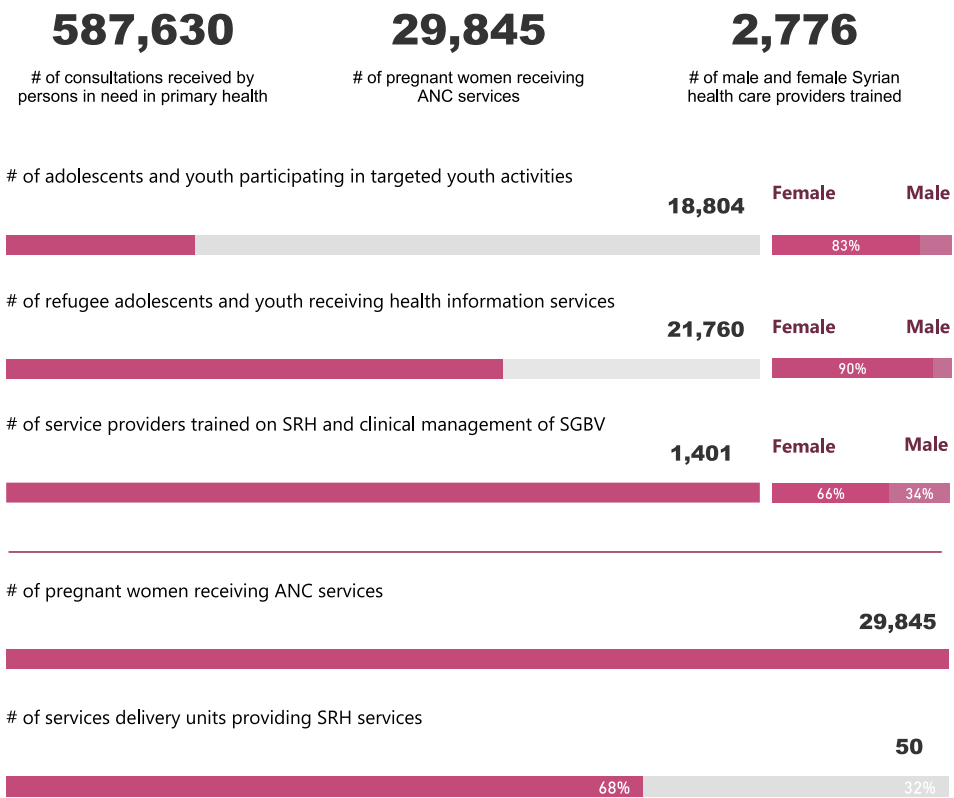 587,630
29,845
2,776
# of consultations received by
persons in need in primary health
# of pregnant women receiving
ANC services
# of male and female Syrian
health care providers trained
# of adolescents and youth participating in targeted youth activities
18,804
Female
Male
83%
# of refugee adolescents and youth receiving health information services
21,760
Female
Male
90%
# of service providers trained on SRH and clinical management of SGBV
1,401
Female
Male
66%
34%
# of pregnant women receiving ANC services
29,845
# of services delivery units providing SRH services
50
68%
32%